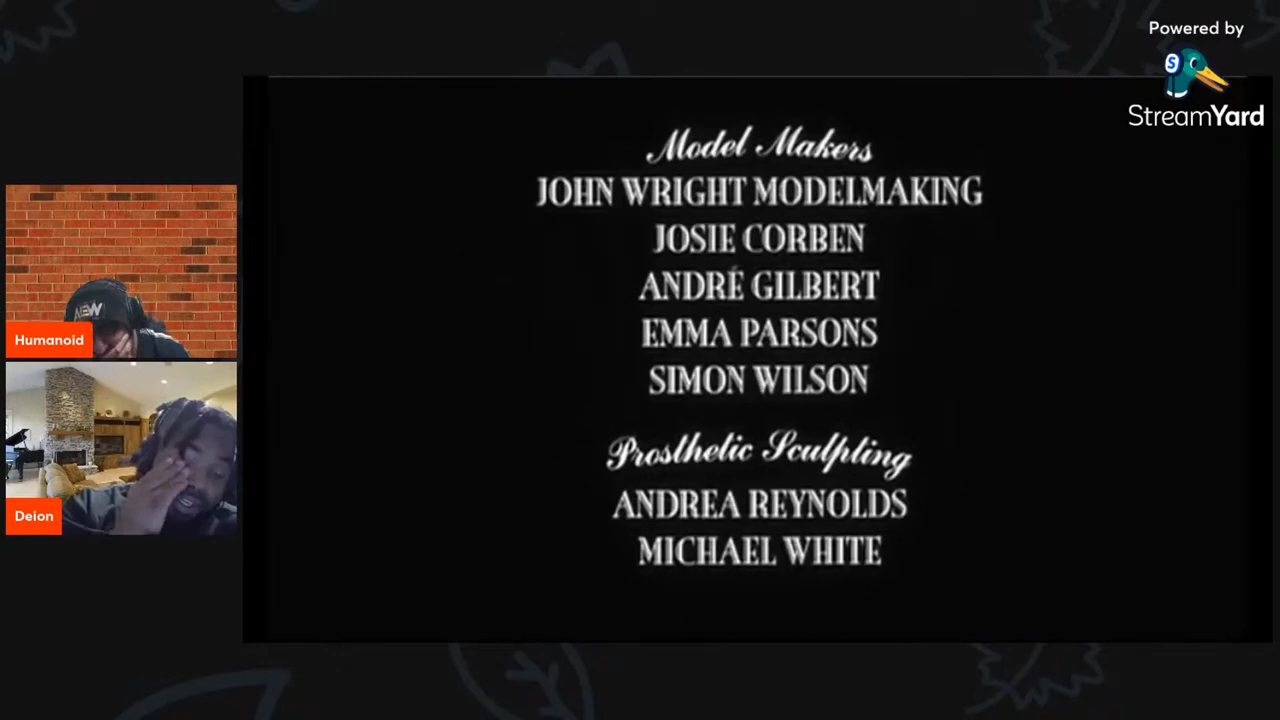 Powered by
StreamYard
Model Makers
JOHN WRIGHT MODELMAKING
JOSIE CORBEN
ANDRÉ GILBERT
EMMA PARSONS
SIMON WILSON
Prosthetic Sculpting
ANDREA REYNOLDS
MICHAEL WHITE
AEW
Humanoid
Deion